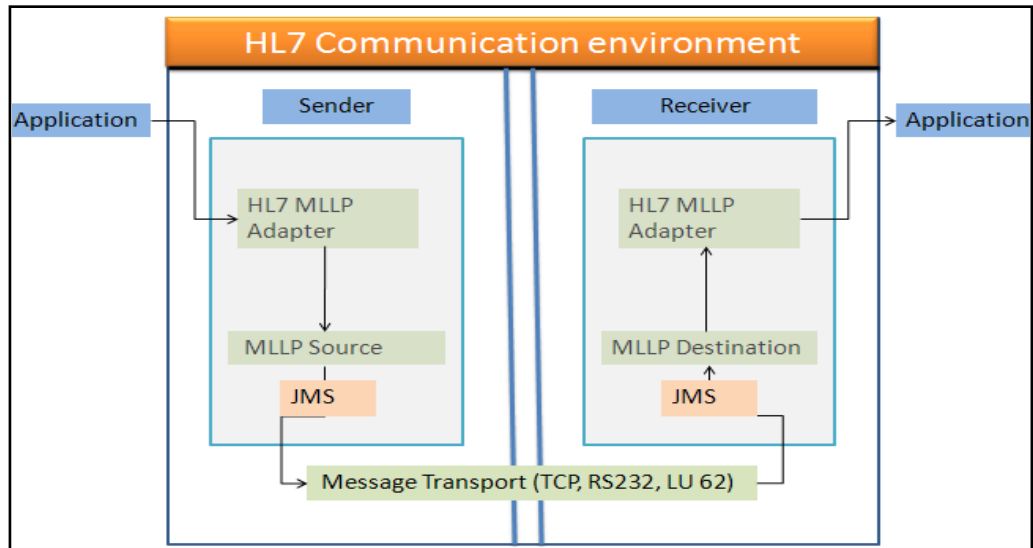 HL7 Communication environment
Sender
Receiver
Application
Application
HL7 MLLP
Adapter
HL7 MLLP
Adapter
MLLP Source
MLLP Destination
JMS
JMS
Message Transport (TCP, RS232, LU 62)